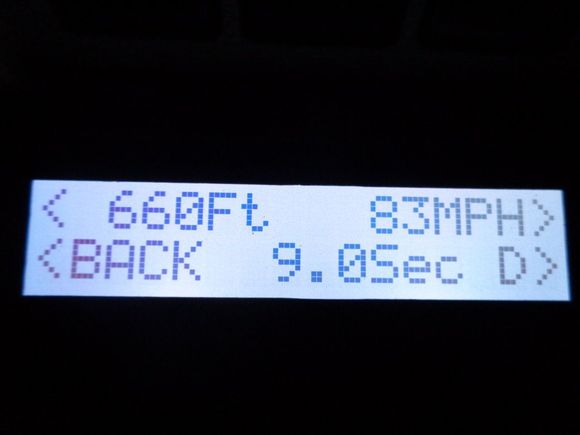 < 660Ft 83MPH>
<BACK 9.0Sec D>